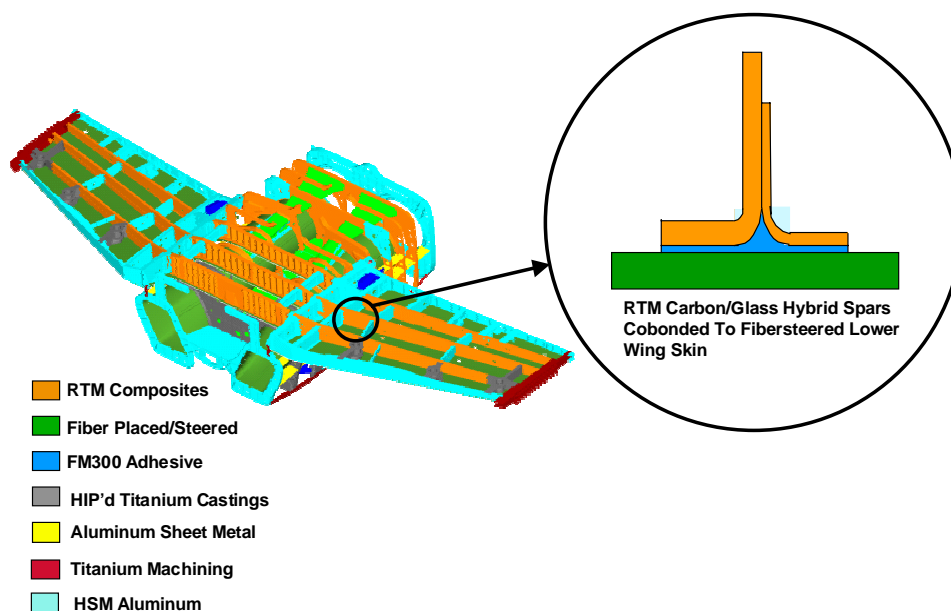 RTM Carbon/Glass Hybrid Spars
Cobonded To Fibersteered Lower
Wing Skin
RTM Composites
Fiber Placed/Steered
FM300 Adhesive
HIP'd Titanium Castings
Aluminum Sheet Metal
Titanium Machining
HSM Aluminum